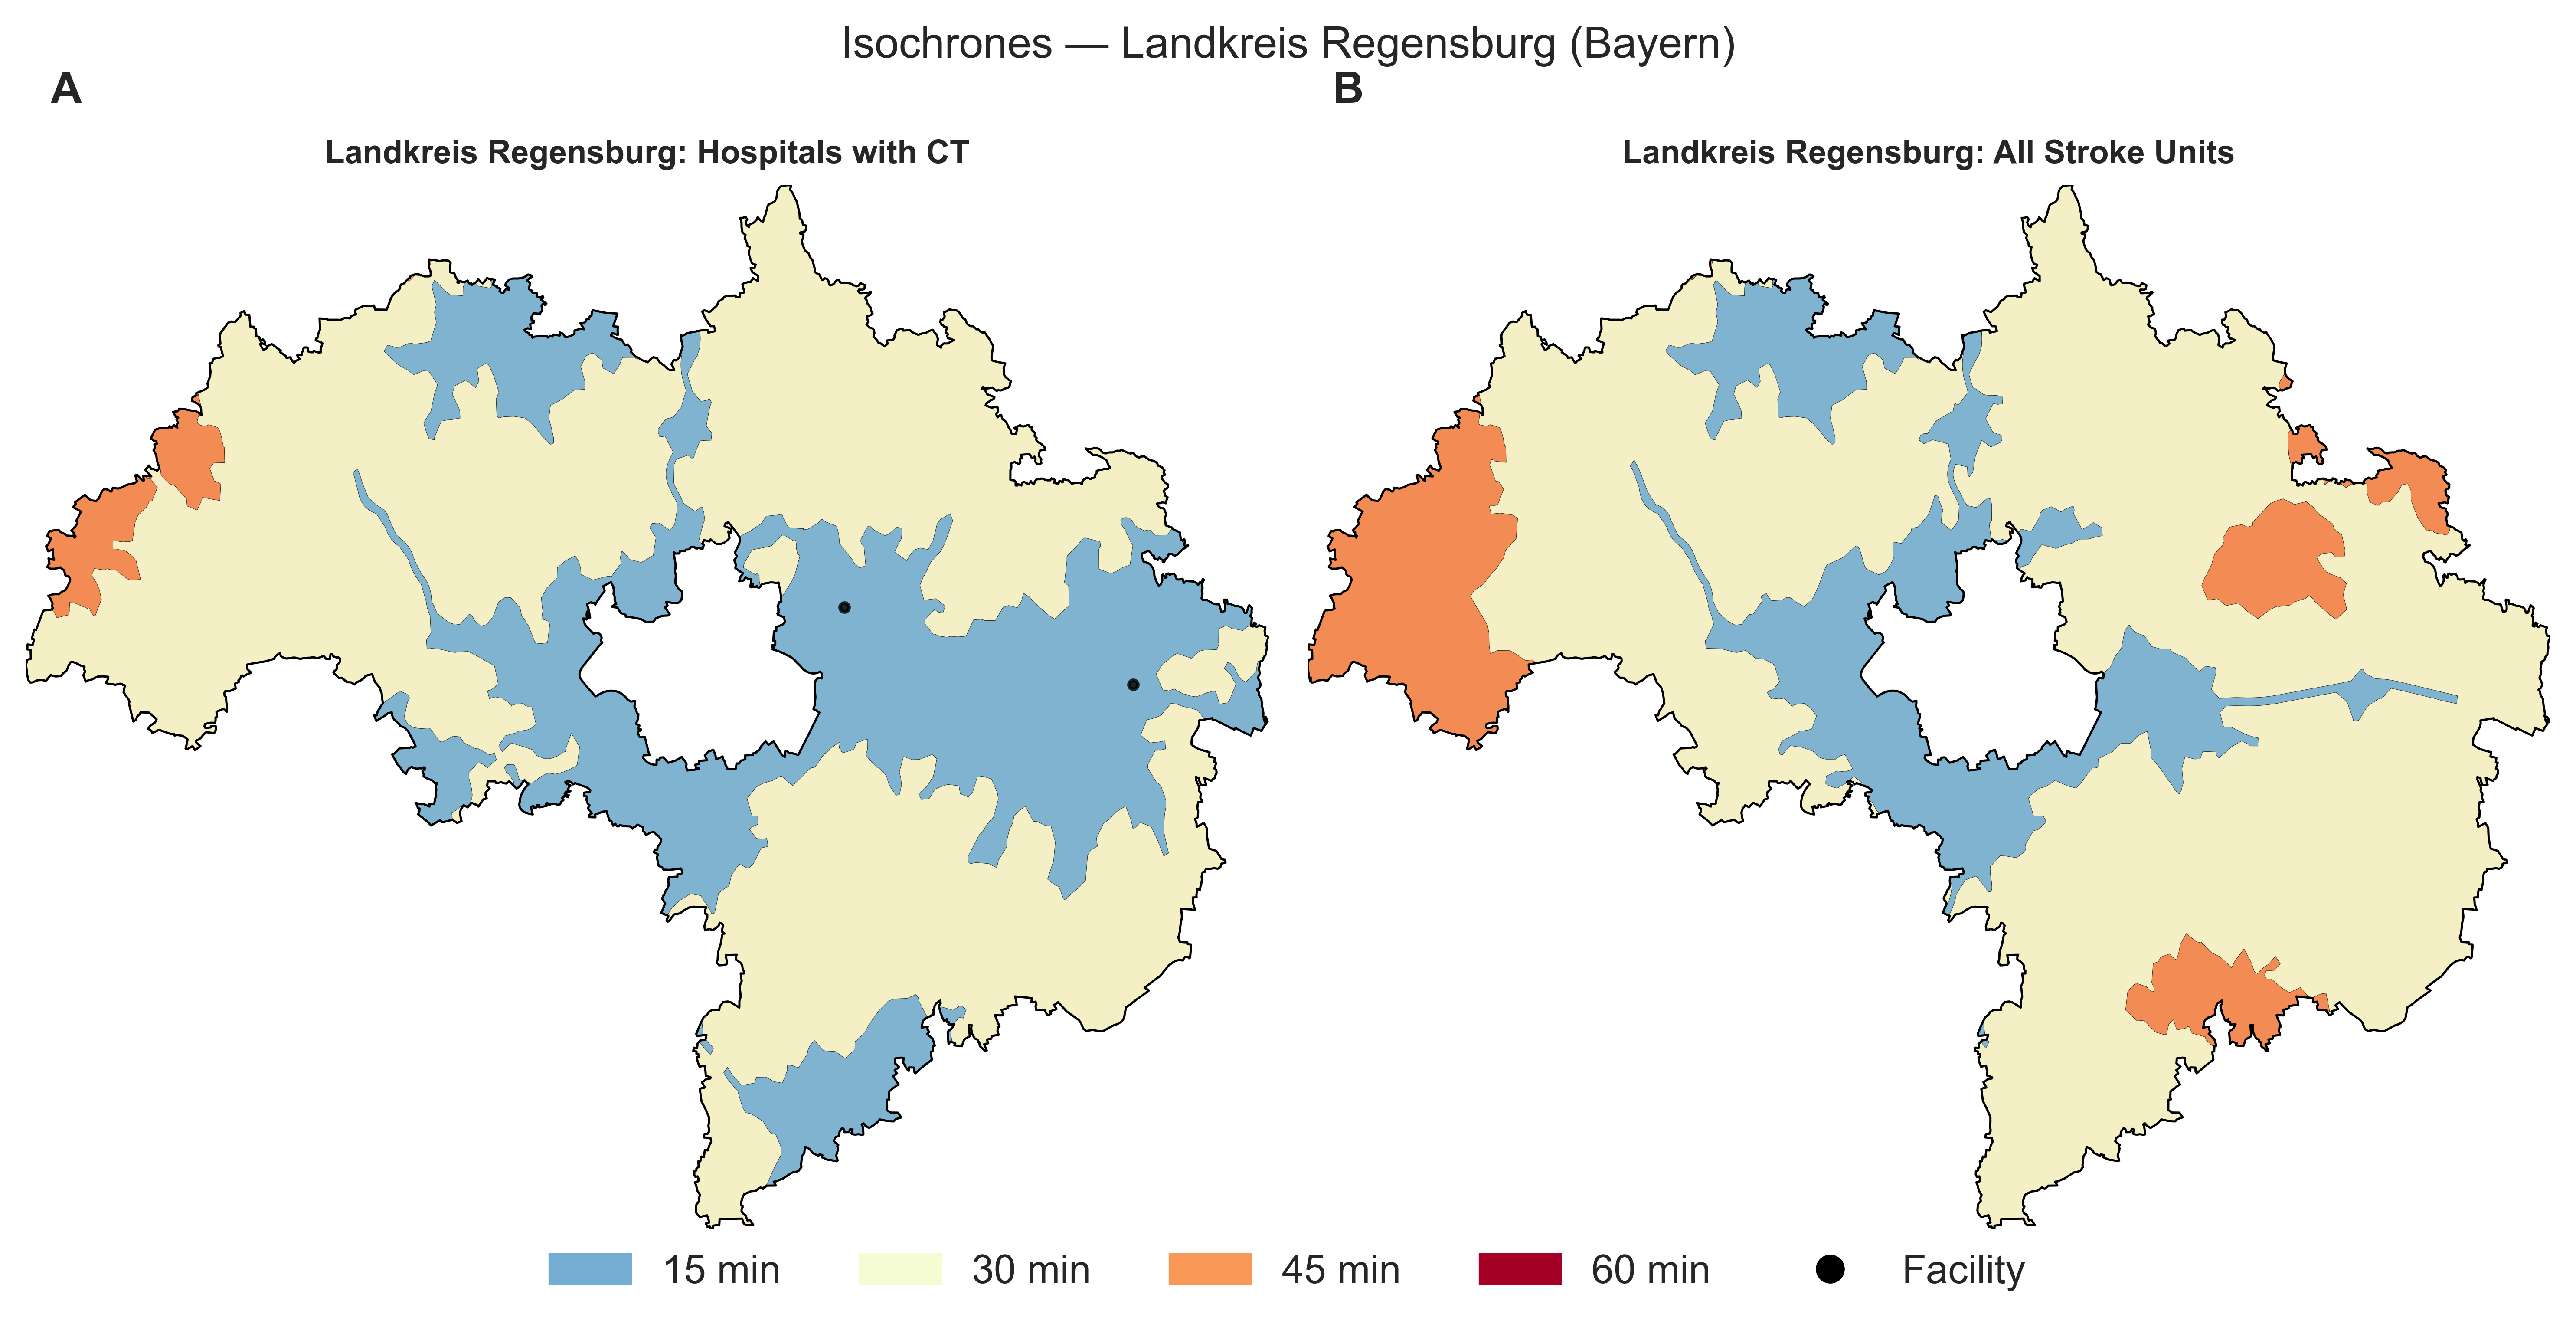 Isochrones — Landkreis Regensburg (Bayern)
A
B
Landkreis Regensburg: Hospitals with CT
Landkreis Regensburg: All Stroke Units
15 min
30 min
45 min
60 min
Facility